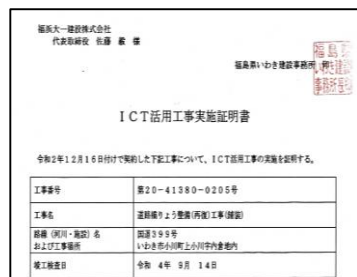 福浜大一建設株式会社
代表取締役 佐藤 毅 様
福島県いわき建設事務所
ICT活用工事実施証明書
令和2年12月16日付けで契約した下記工事について、ICT活用工事の実施を証明する。
工事番号 第20-41380-0205号
工事名 道路橋りょう整備(再復)工事(舗装)
路線(河川・施設)名 国道399号
および工事場所 いわき市小川町上小川字内倉地内
竣工検査日 令和 4年 9月 14日